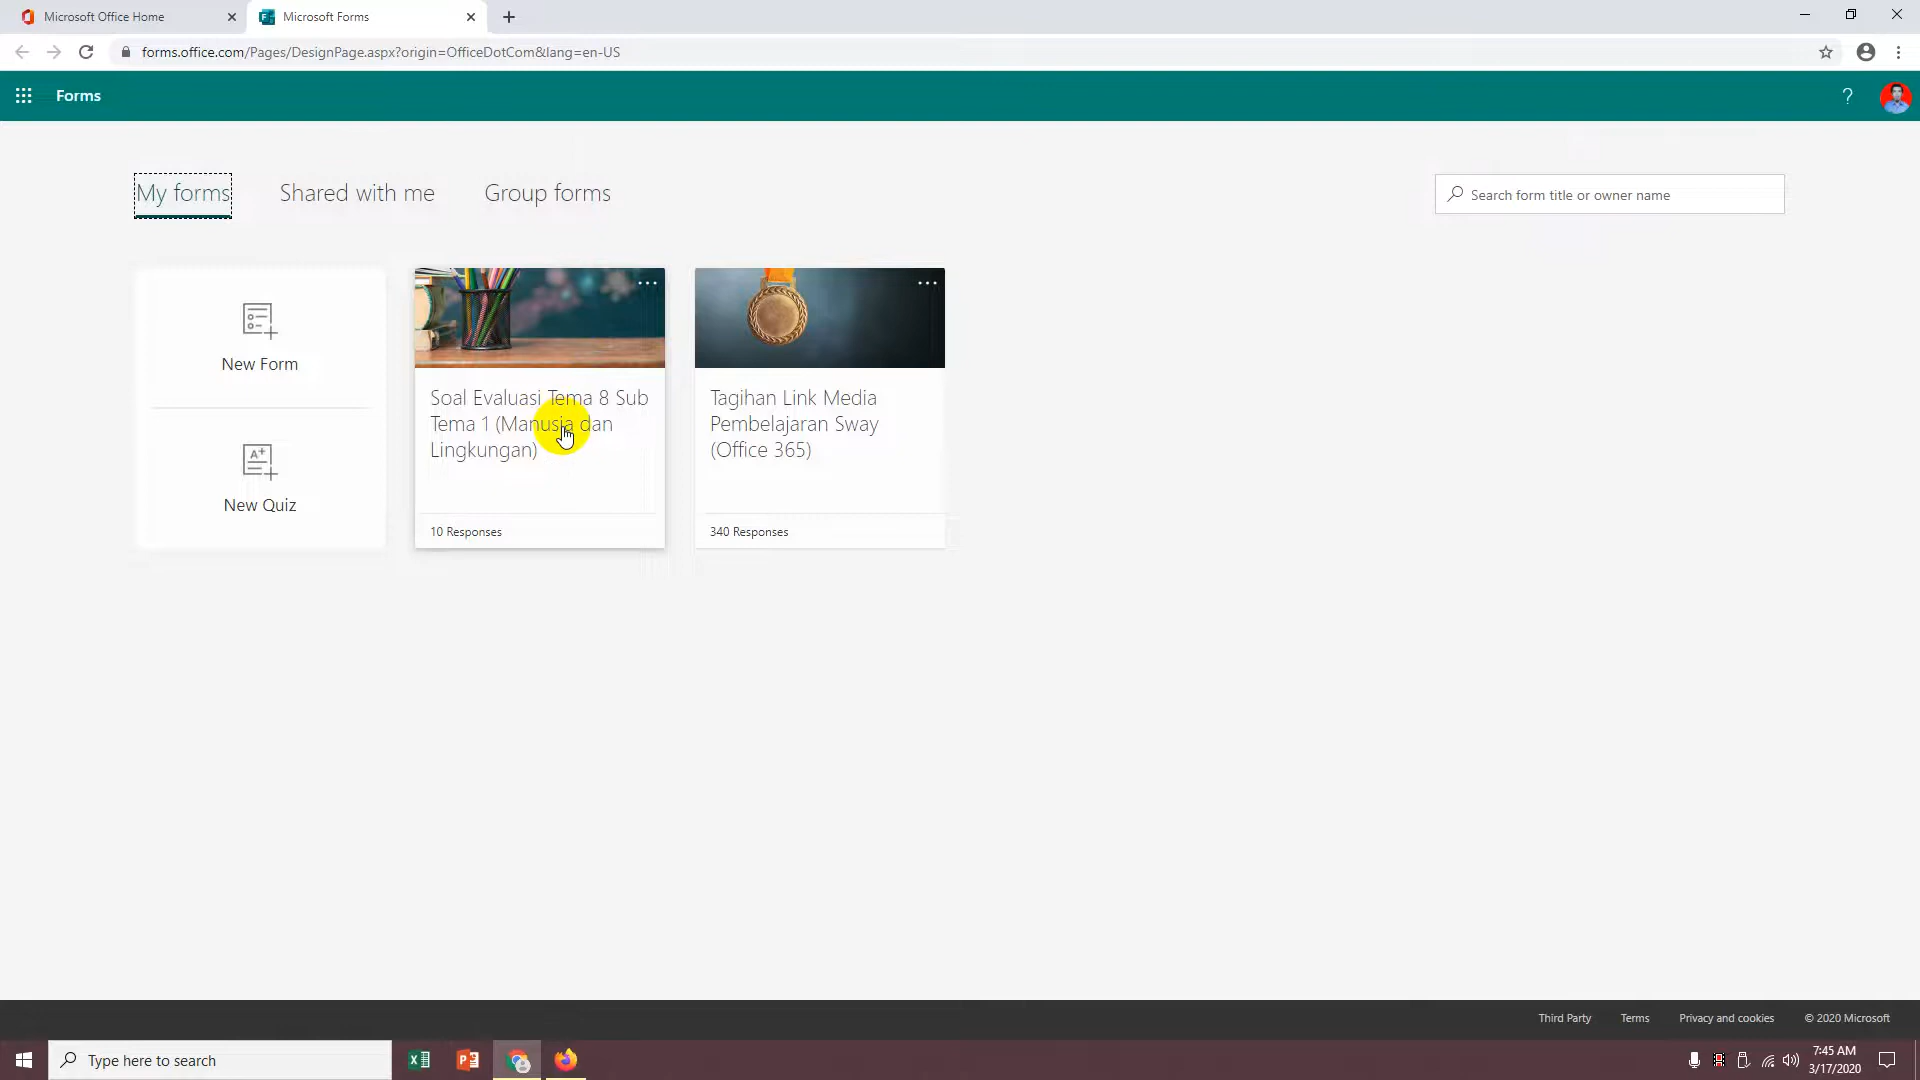 Microsoft Office Home
Microsoft Forms
forms.office.com/Pages/DesignPage.aspx?origin=OfficeDotCom&lang=en-US
Forms
?
My forms
Shared with me
Group forms
Search form title or owner name
New Form
New Quiz
Soal Evaluasi Tema 8 Sub
Tema 1 (Manusia dan
Lingkungan)
10 Responses
Tagihan Link Media
Pembelajaran Sway
(Office 365)
340 Responses
Third Party
Terms
Privacy and cookies
© 2020 Microsoft
Type here to search
7:45 AM
3/17/2020